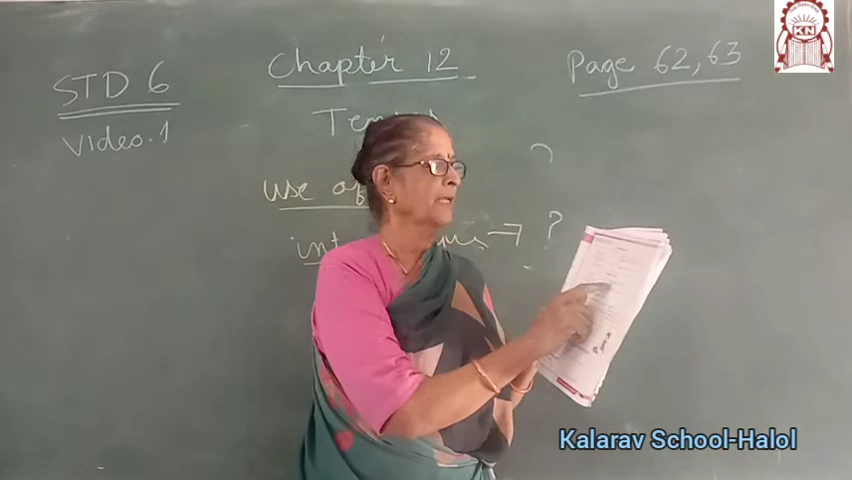 STD 6
Chapter 12
Page 62, 63
Video.1
use of
?
KN
Kalarav School-Halol